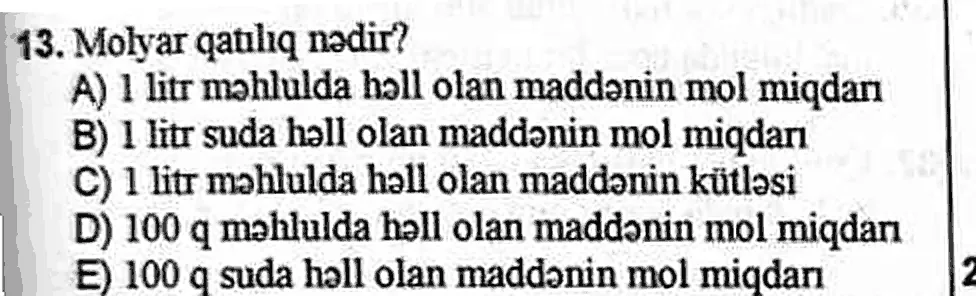 13. Molyar qatılıq nədir?
A) 1 litr məhlulda həll olan maddənin mol miqdarı
B) 1 litr suda həll olan maddənin mol miqdarı
C) 1 litr məhlulda həll olan maddənin kütləsi
D) 100 q məhlulda həll olan maddənin mol miqdarı
E) 100 q suda həll olan maddənin mol miqdarı
2